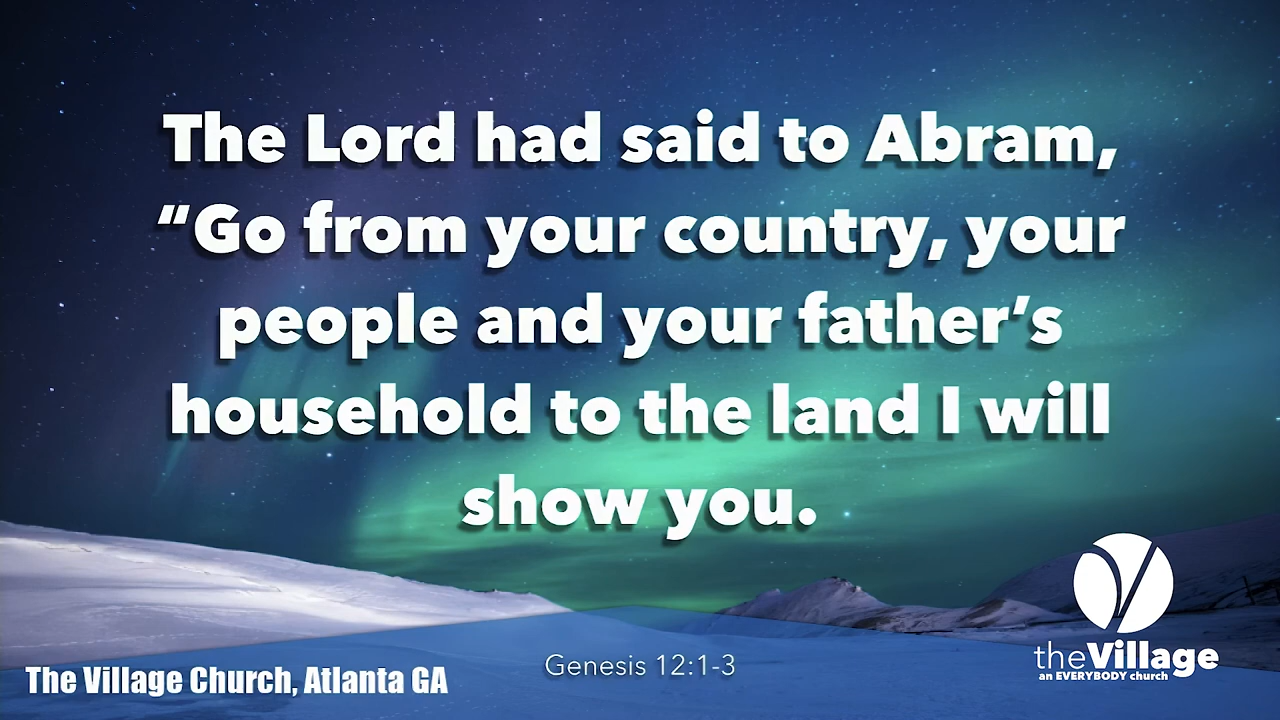 The Lord had said to Abram,
“Go from your country, your
people and your father’s
household to the land I will
show you.
Genesis 12:1-3
The Village Church, Atlanta GA
theVillage
an EVERYBODY church